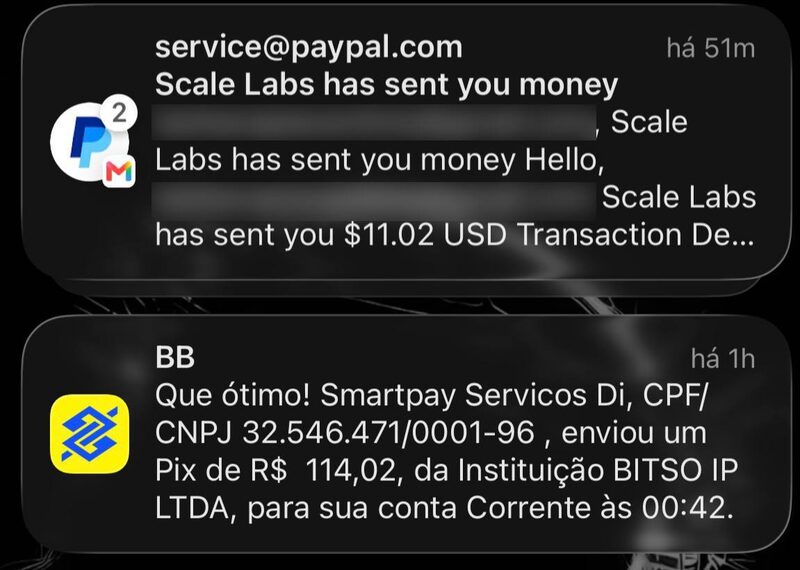 service@paypal.com há 51m
Scale Labs has sent you money
, Scale
Labs has sent you money Hello,
Scale Labs
has sent you $11.02 USD Transaction De...
2
BB há 1h
Que ótimo! Smartpay Servicos Di, CPF/
CNPJ 32.546.471/0001-96 , enviou um
Pix de R$ 114,02, da Instituição BITSO IP
LTDA, para sua conta Corrente às 00:42.